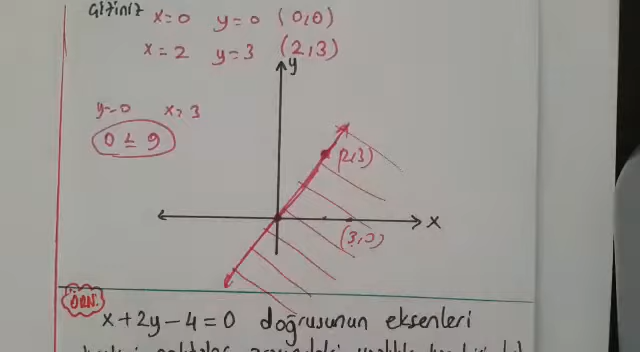 çiziniz x=0 y=0 (0,0)
x=2 y=3 (2,3)
y
y=0 x=3
0 ≤ 9
(2,3)
x
(3,0)
ÖRN:
x+2y-4=0 doğrusunun eksenleri